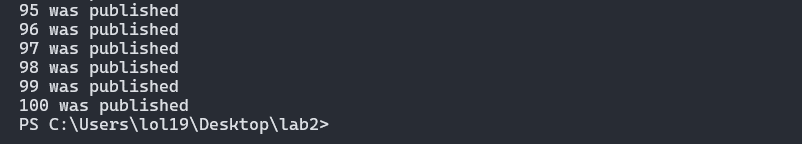 95 was published
96 was published
97 was published
98 was published
99 was published
100 was published
PS C:\Users\lol19\Desktop\lab2>